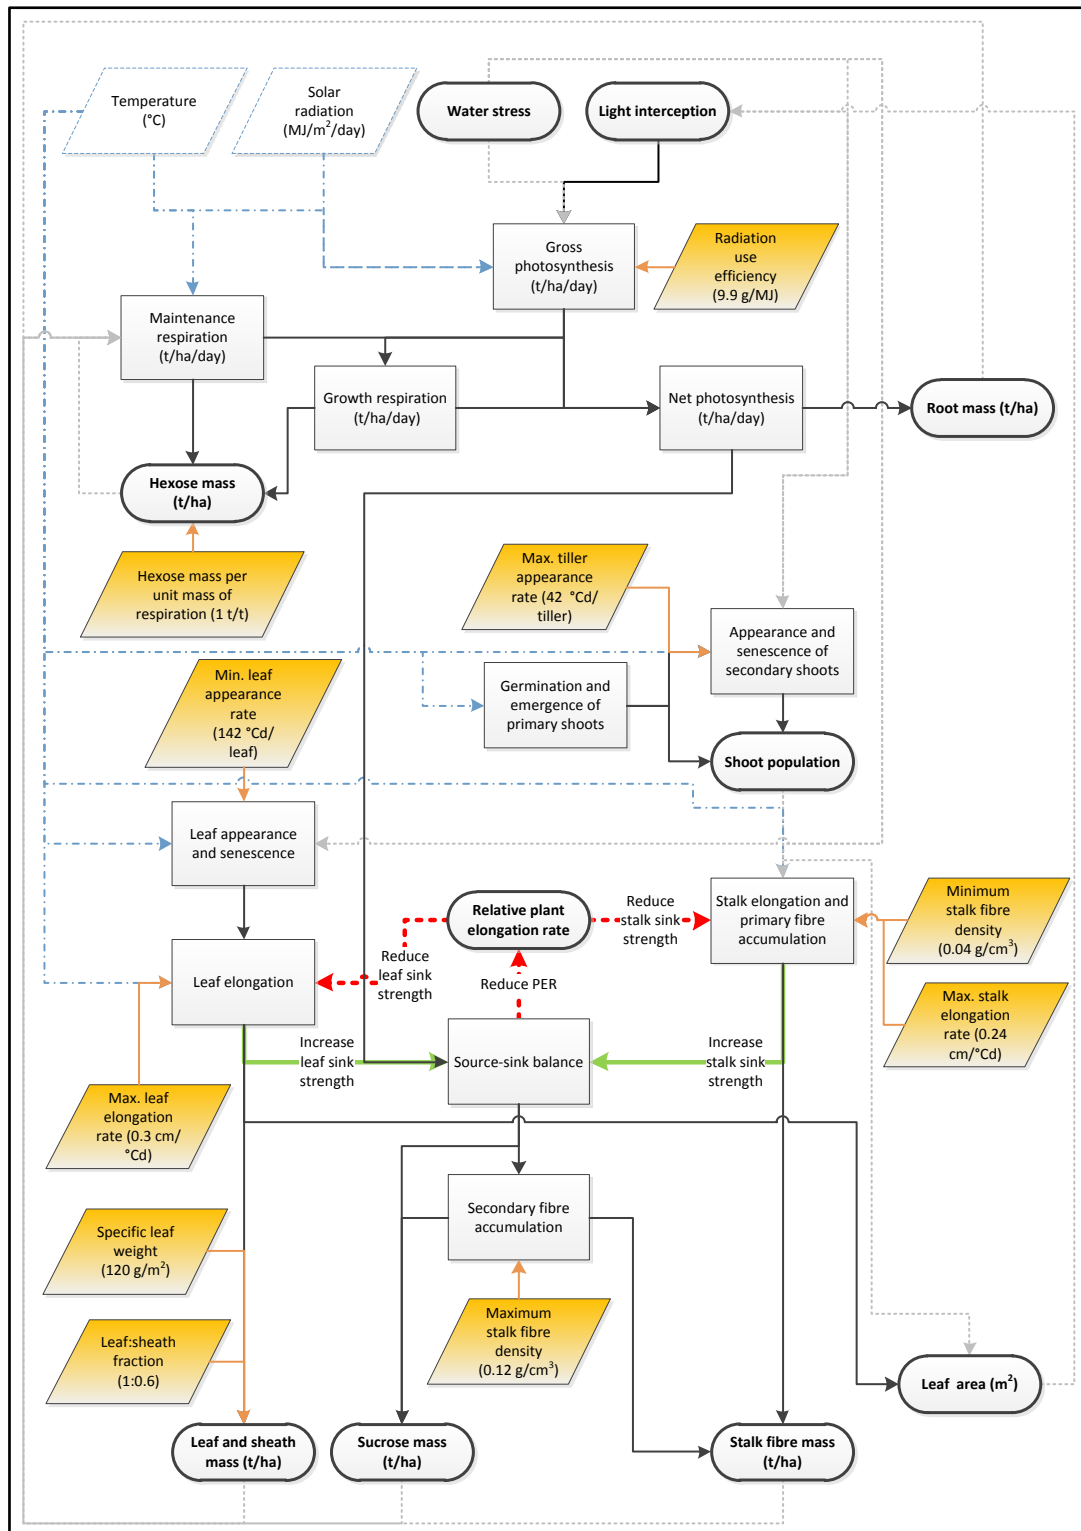 Temperature
(°C)
Solar
radiation
(MJ/m²/day)
Water stress
Light interception
Gross
photosynthesis
(t/ha/day)
Radiation
use
efficiency
(9.9 g/MJ)
Maintenance
respiration
(t/ha/day)
Growth respiration
(t/ha/day)
Net photosynthesis
(t/ha/day)
Root mass (t/ha)
Hexose mass
(t/ha)
Hexose mass per
unit mass of
respiration (1 t/t)
Max. tiller
appearance
rate (42 °Cd/
tiller)
Appearance and
senescence of
secondary shoots
Min. leaf
appearance
rate
(142 °Cd/
leaf)
Germination and
emergence of
primary shoots
Shoot population
Leaf appearance
and senescence
Relative plant
elongation rate
Reduce
stalk sink
strength
Stalk elongation and
primary fibre
accumulation
Minimum
stalk fibre
density
(0.04 g/cm³)
Leaf elongation
Reduce
leaf sink
strength
Reduce PER
Max. stalk
elongation
rate (0.24
cm/°Cd)
Increase
leaf sink
strength
Source-sink balance
Increase
stalk sink
strength
Max. leaf
elongation
rate (0.3 cm/
°Cd)
Secondary fibre
accumulation
Specific leaf
weight
(120 g/m²)
Maximum
stalk fibre
density
(0.12 g/cm³)
Leaf:sheath
fraction
(1:0.6)
Leaf area (m²)
Leaf and sheath
mass (t/ha)
Sucrose mass
(t/ha)
Stalk fibre mass
(t/ha)